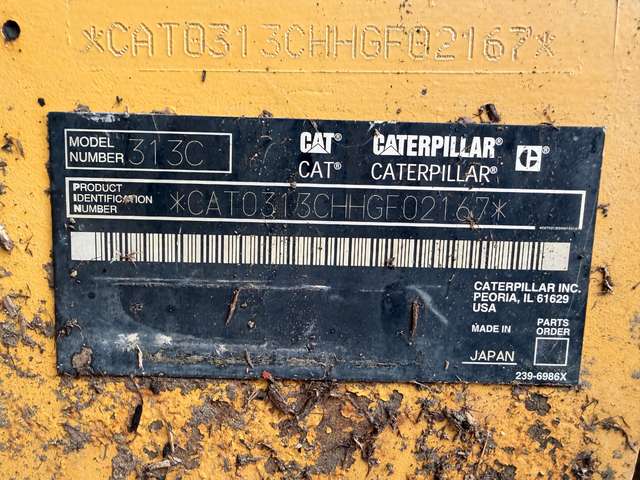 *CAT0313CHHGF02167*
MODEL NUMBER 313C
CAT® CATERPILLAR® C
CAT® CATERPILLAR®
PRODUCT IDENTIFICATION NUMBER *CAT0313CHHGF02167*
CATERPILLAR INC.
PEORIA, IL 61629
USA
MADE IN
JAPAN
PARTS ORDER
239-6986X